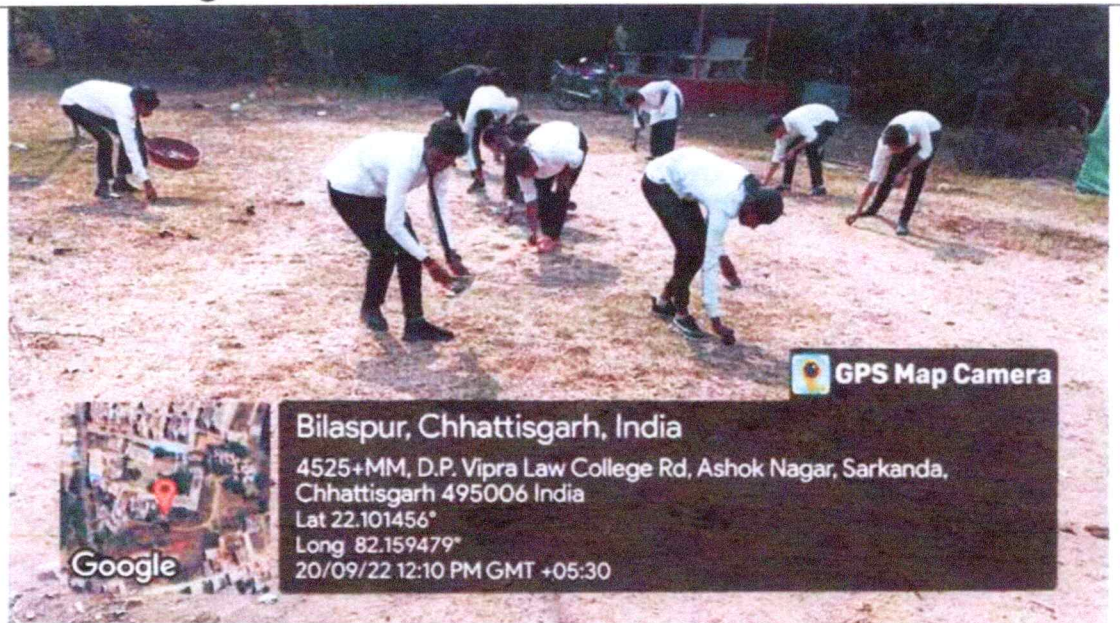 GPS Map Camera
Bilaspur, Chhattisgarh, India
4525+MM, D.P. Vipra Law College Rd, Ashok Nagar, Sarkanda,
Chhattisgarh 495006 India
Lat 22.101456°
Long 82.159479°
20/09/22 12:10 PM GMT +05:30
Google